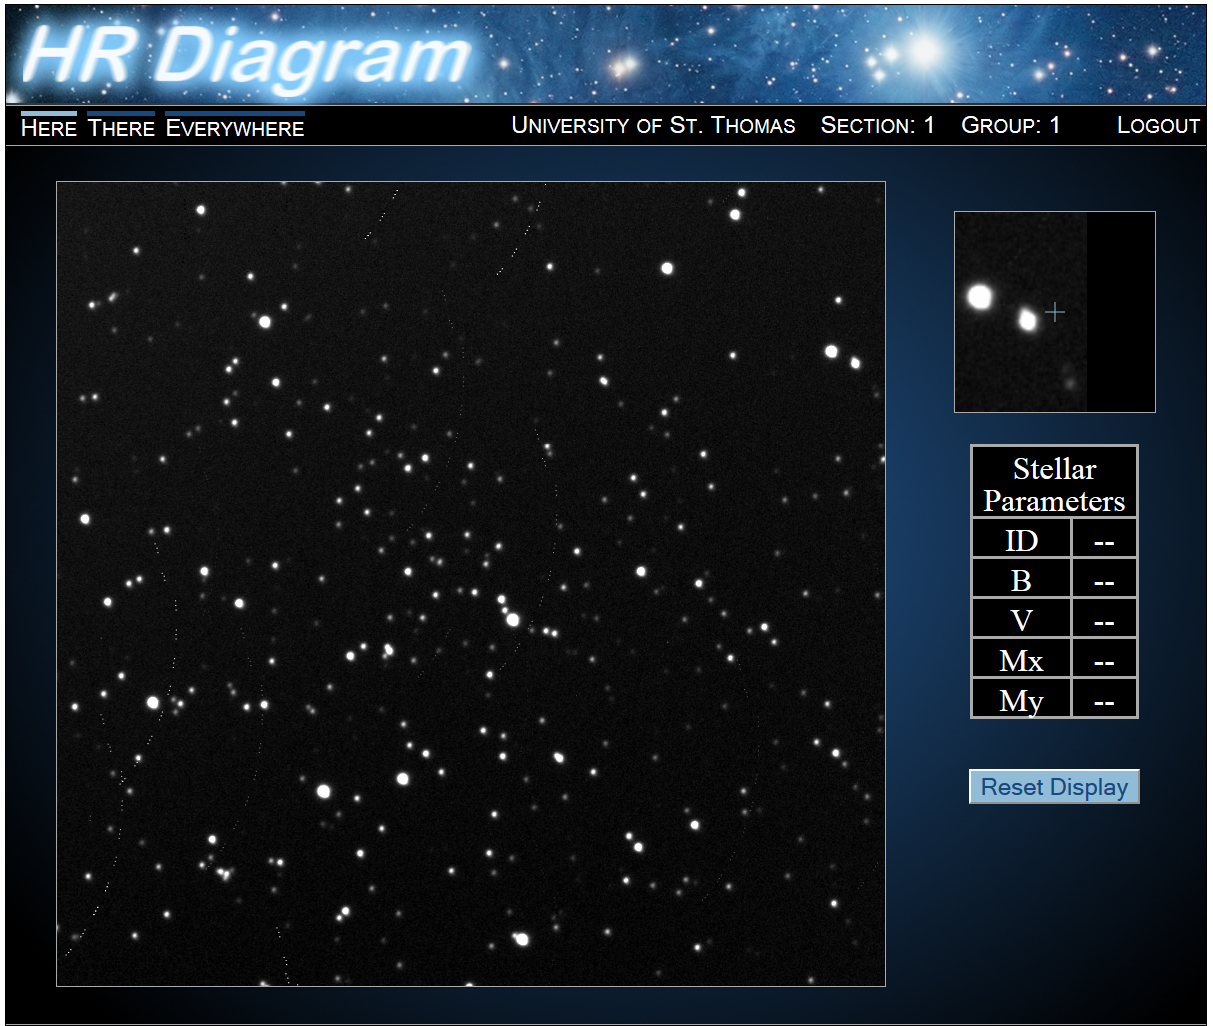 HR Diagram
HERE THERE EVERYWHERE UNIVERSITY OF ST. THOMAS SECTION: 1 GROUP: 1 LOGOUT
Stellar
Parameters
ID --
B --
V --
Mx --
My --
Reset Display